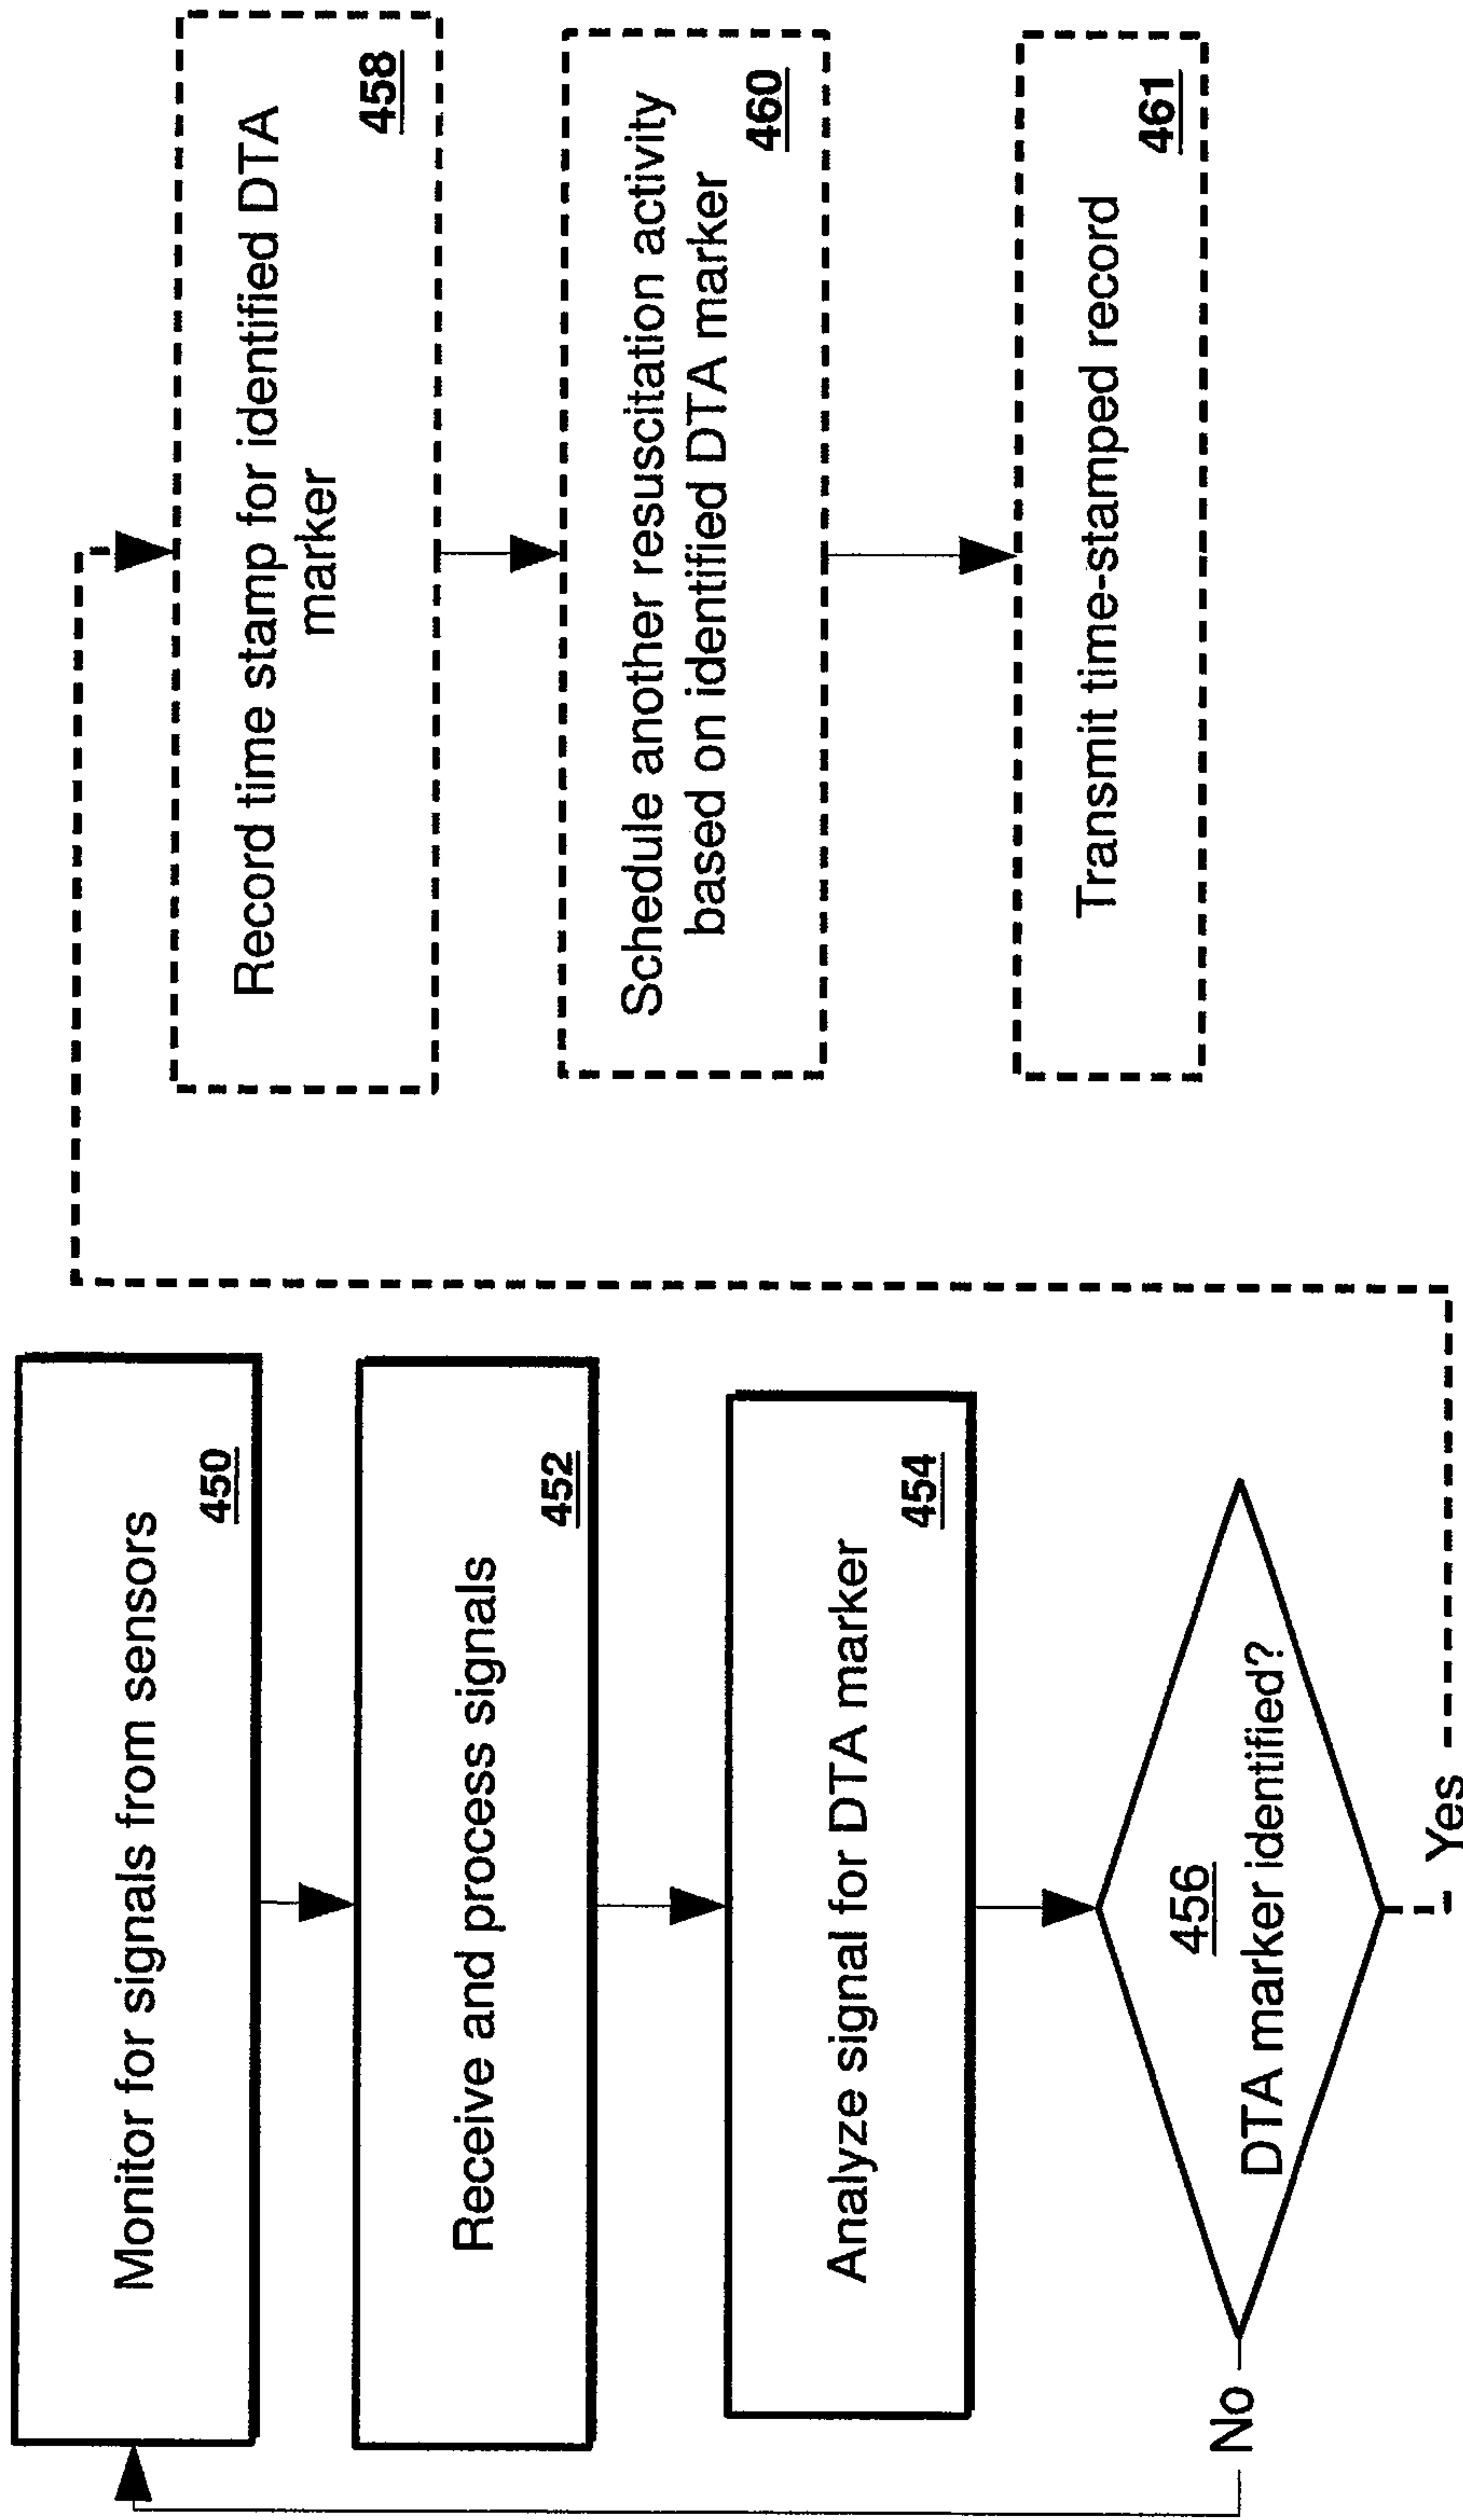 Monitor for signals from sensors
450
Receive and process signals
452
Analyze signal for DTA marker
454
456
DTA marker identified?
No
Yes
Record time stamp for identified DTA
marker
458
Schedule another resuscitation activity
based on identified DTA marker
460
Transmit time-stamped record
461